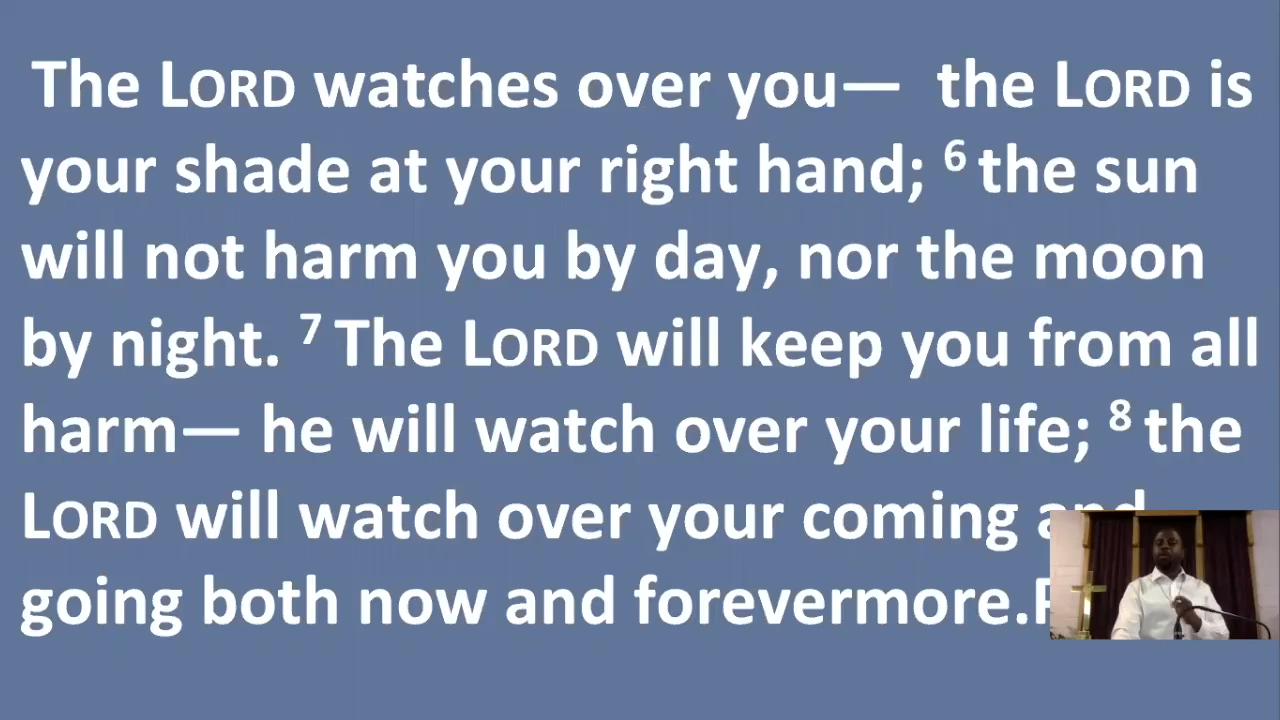 The LORD watches over you— the LORD is
your shade at your right hand; 6 the sun
will not harm you by day, nor the moon
by night. 7 The LORD will keep you from all
harm— he will watch over your life; 8 the
LORD will watch over your coming and
going both now and forevermore.